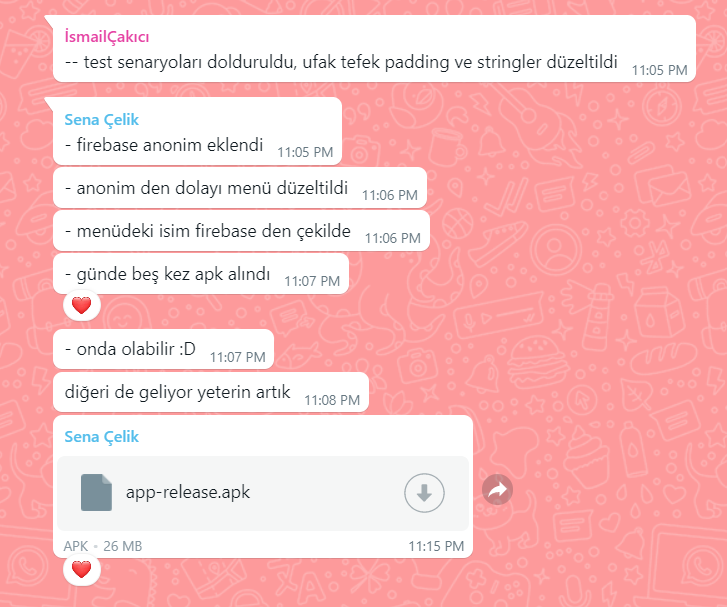 İsmailÇakıcı
-- test senaryoları dolduruldu, ufak tefek padding ve stringler düzeltildi 11:05 PM
Sena Çelik
- firebase anonim eklendi 11:05 PM
- anonim den dolayı menü düzeltildi 11:06 PM
- menüdeki isim firebase den çekilde 11:06 PM
- günde beş kez apk alındı 11:07 PM
- onda olabilir :D 11:07 PM
diğeri de geliyor yeterin artık 11:08 PM
Sena Çelik
app-release.apk
APK • 26 MB 11:15 PM